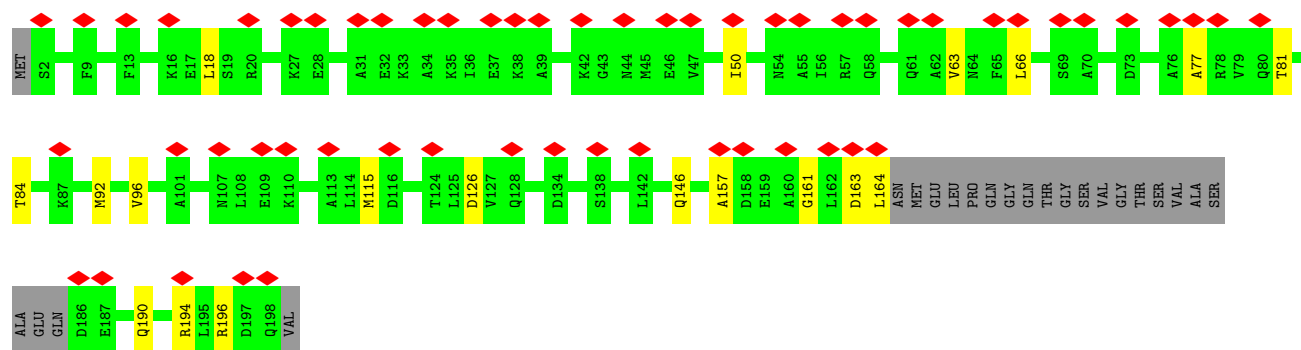 MET S2 F9 F13 K16 E17 L18 S19 R20 K27 E28 A31 E32 K33 A34 K35 I36 E37 K38 A39 K42 G43 N44 M45 E46 V47 I50 N54 A55 I56 R57 Q58 Q61 A62 V63 N64 F65 L66 S69 A70 D73 A76 A77 R78 V79 Q80 T81
T84 K87 M92 V96 A101 N107 L108 E109 K110 A113 L114 M115 D116 T124 L125 D126 V127 Q128 D134 S138 L142 Q146 A157 D158 E159 A160 G161 L162 D163 L164 ASN MET GLU LEU PRO GLN GLY GLN THR GLY SER VAL GLY THR SER VAL ALA SER
ALA GLU GLN D186 E187 Q190 R194 L195 R196 D197 Q198 VAL